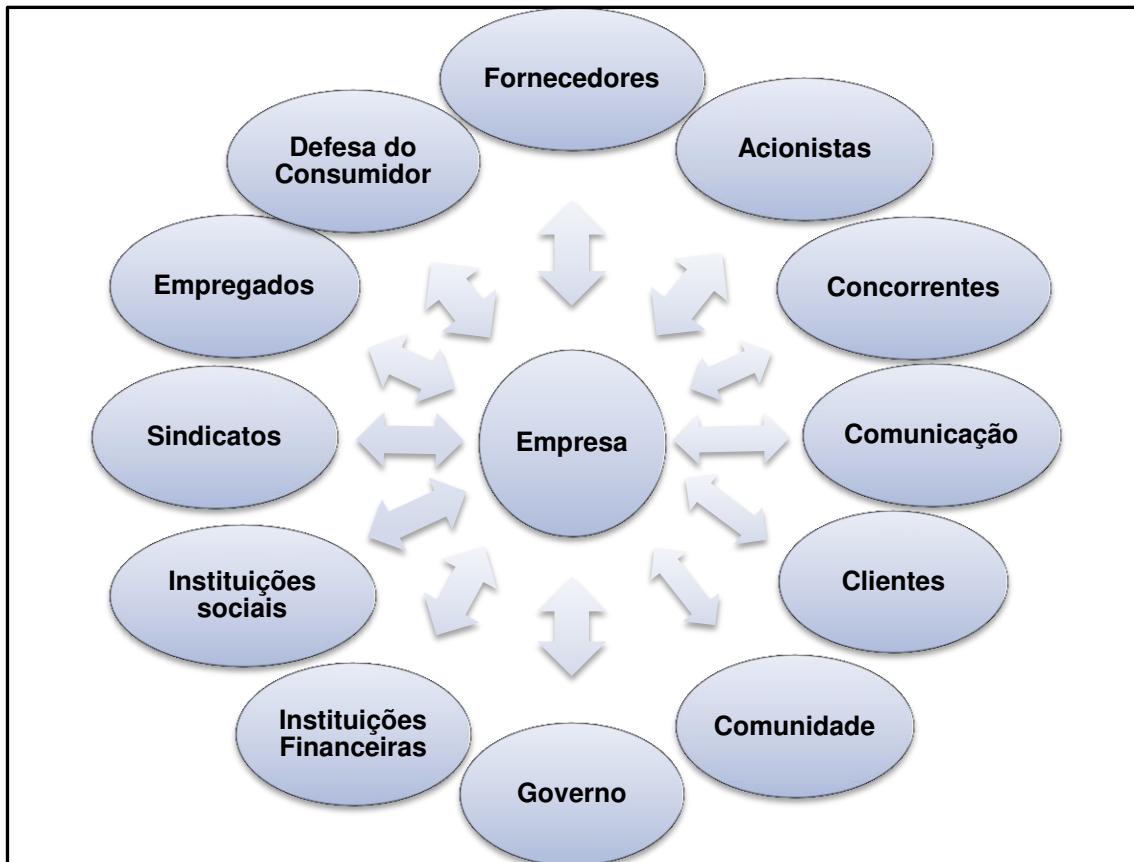 Fornecedores
Defesa do
Consumidor
Acionistas
Empregados
Concorrentes
Sindicatos
Empresa
Comunicação
Instituições
sociais
Clientes
Instituições
Financeiras
Comunidade
Governo